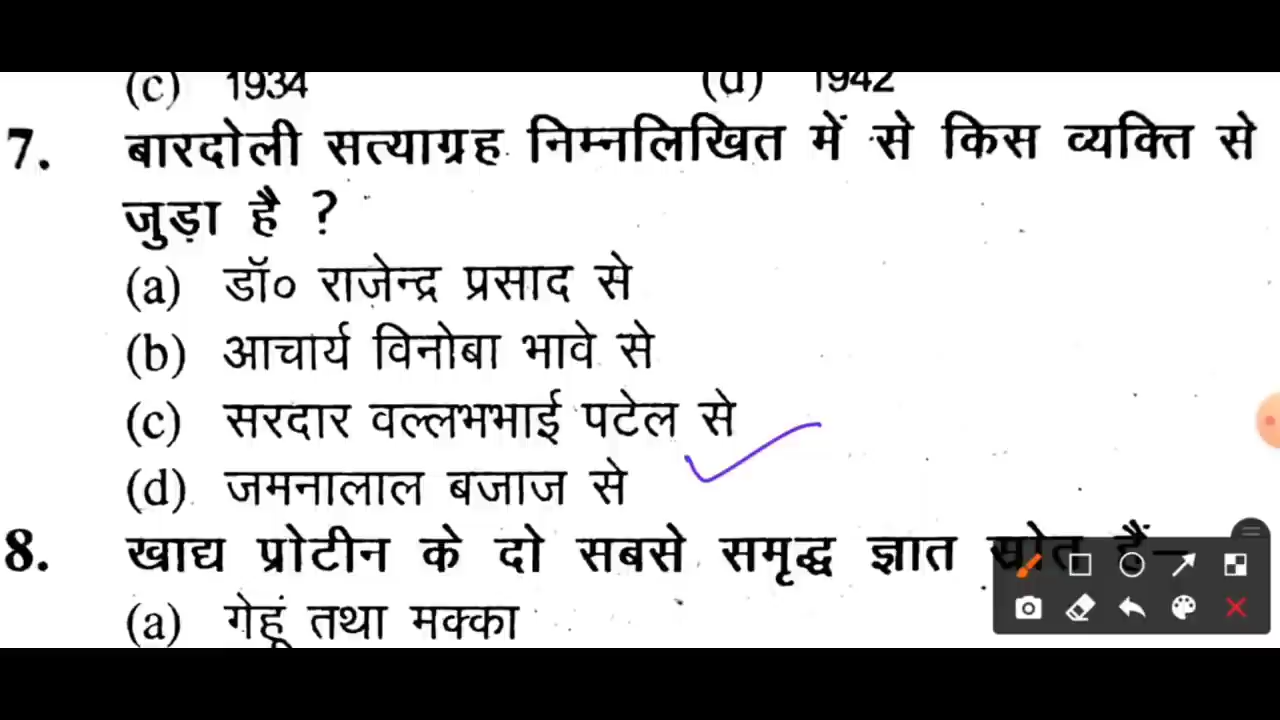 (c) 1934 (d) 1942
7. बारदोली सत्याग्रह निम्नलिखित में से किस व्यक्ति से
जुड़ा है ?
(a) डॉ० राजेन्द्र प्रसाद से
(b) आचार्य विनोबा भावे से
(c) सरदार वल्लभभाई पटेल से
(d) जमनालाल बजाज से
8. खाद्य प्रोटीन के दो सबसे समृद्ध ज्ञात स्रोत हैं–
(a) गेहूं तथा मक्का